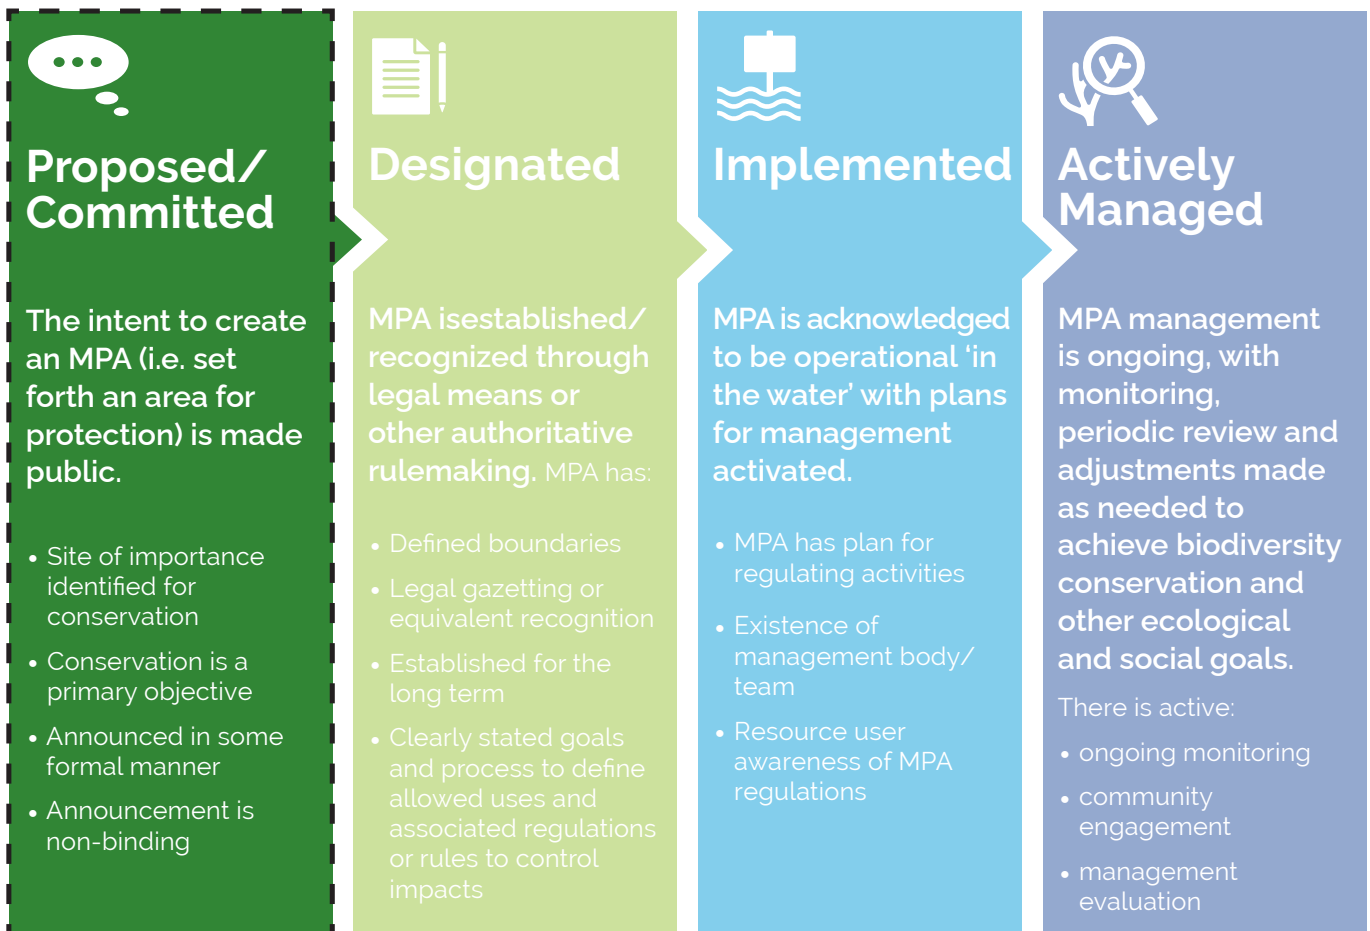 Proposed/
Committed
The intent to create
an MPA (i.e. set
forth an area for
protection) is made
public.
• Site of importance
identified for
conservation
• Conservation is a
primary objective
• Announced in some
formal manner
• Announcement is
non-binding
Designated
MPA isestablished/
recognized through
legal means or
other authoritative
rulemaking. MPA has:
• Defined boundaries
• Legal gazetting or
equivalent recognition
• Established for the
long term
• Clearly stated goals
and process to define
allowed uses and
associated regulations
or rules to control
impacts
Implemented
MPA is acknowledged
to be operational ‘in
the water’ with plans
for management
activated.
• MPA has plan for
regulating activities
• Existence of
management body/
team
• Resource user
awareness of MPA
regulations
Actively
Managed
MPA management
is ongoing, with
monitoring,
periodic review and
adjustments made
as needed to
achieve biodiversity
conservation and
other ecological
and social goals.
There is active:
• ongoing monitoring
• community
engagement
• management
evaluation